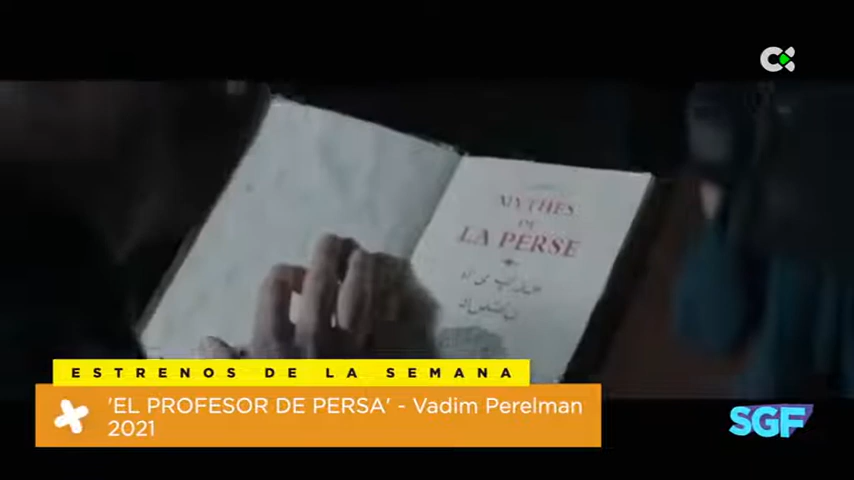 MYTHES
DE
LA PERSE
ESTRENOS DE LA SEMANA
'EL PROFESOR DE PERSA' - Vadim Perelman
2021
SGF